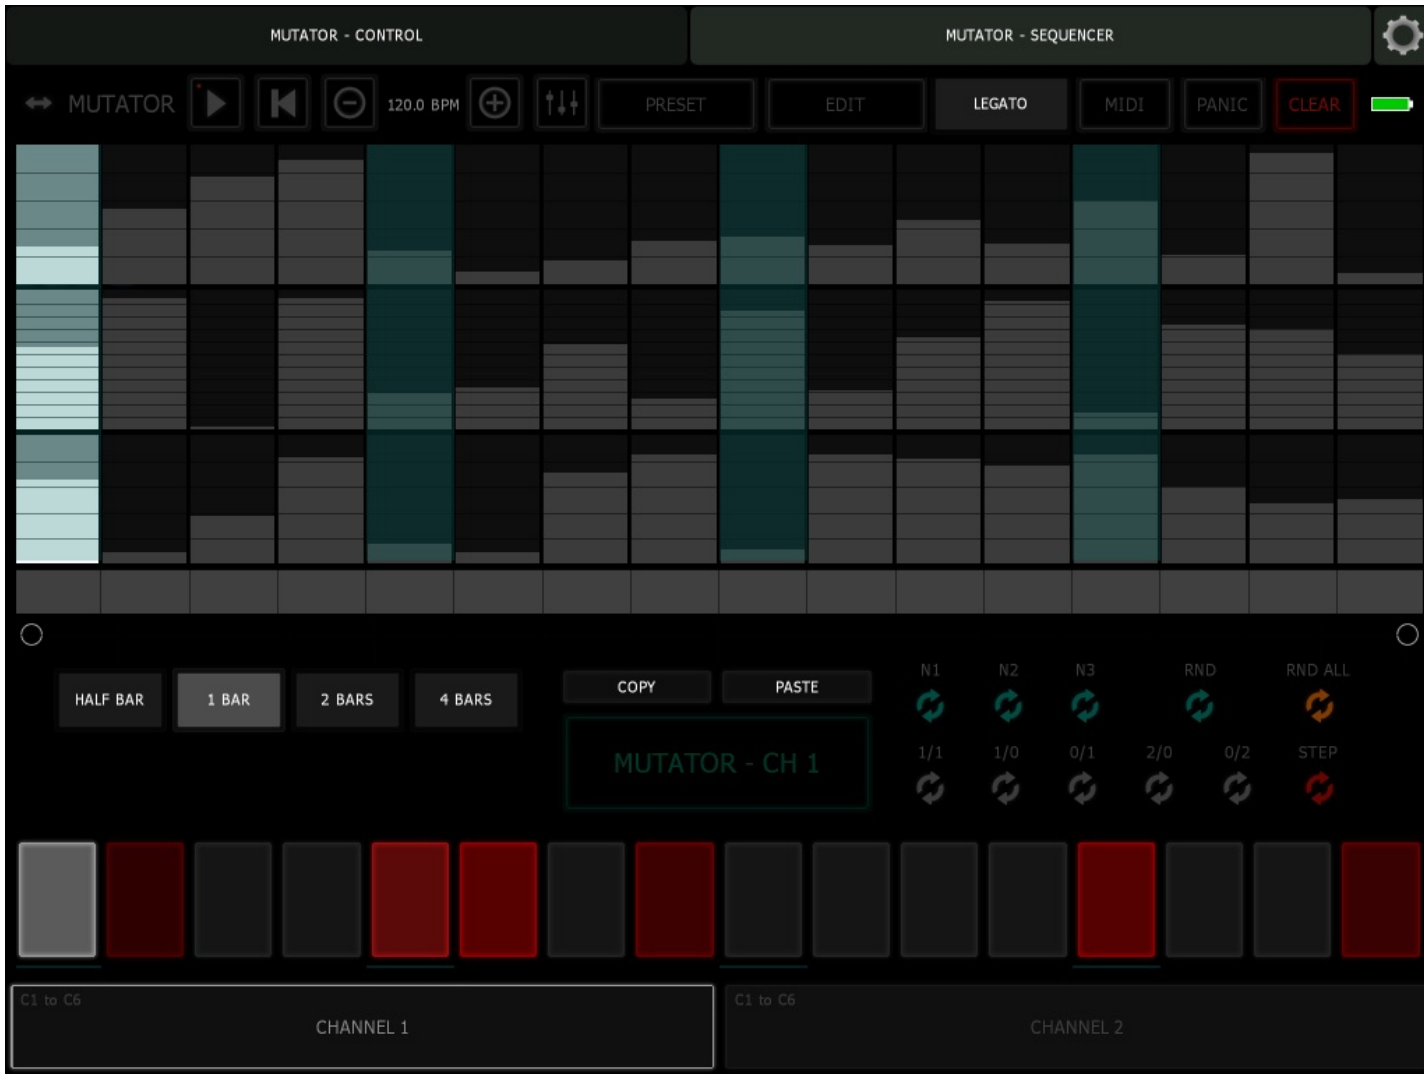 MUTATOR - CONTROL
MUTATOR - SEQUENCER
MUTATOR
120.0 BPM
PRESET
EDIT
LEGATO
MIDI
PANIC
CLEAR
N1
N2
N3
RND
RND ALL
HALF BAR
1 BAR
2 BARS
4 BARS
COPY
PASTE
MUTATOR - CH 1
1/1
1/0
0/1
2/0
0/2
STEP
C1 to C6
CHANNEL 1
C1 to C6
CHANNEL 2